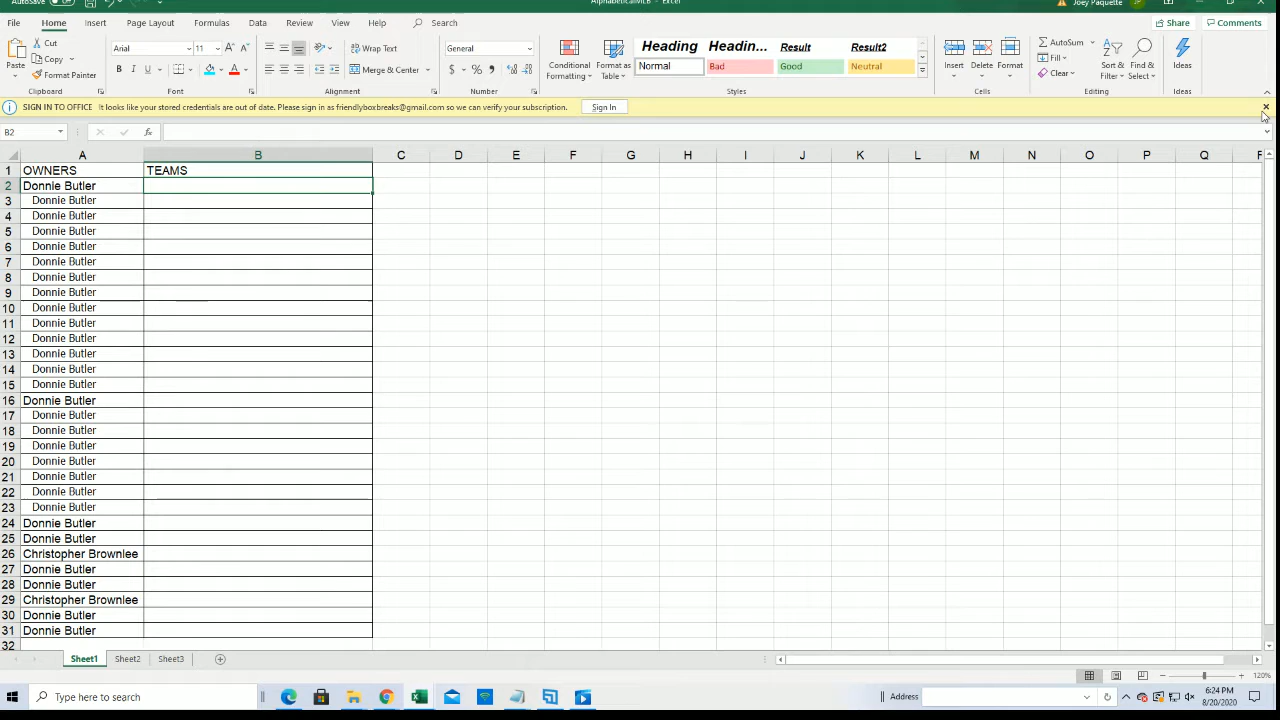 AutoSave Off AlphabeticalMLB - Excel Joey Paquette JP
File Home Insert Page Layout Formulas Data Review View Help Search Share Comments
Cut Arial 11 Wrap Text General Heading Headin... Result Result2 AutoSum
Copy Fill
Paste Format Painter Merge & Center Conditional Formatting Format as Table Normal Bad Good Neutral Insert Delete Format Clear Sort & Filter Find & Select Ideas
Clipboard Font Alignment Number Styles Cells Editing Ideas
SIGN IN TO OFFICE It looks like your stored credentials are out of date. Please sign in as friendlyboxbreaks@gmail.com so we can verify your subscription. Sign In
B2 fx
A B C D E F G H I J K L M N O P Q
1 OWNERS TEAMS
2 Donnie Butler
3 Donnie Butler
4 Donnie Butler
5 Donnie Butler
6 Donnie Butler
7 Donnie Butler
8 Donnie Butler
9 Donnie Butler
10 Donnie Butler
11 Donnie Butler
12 Donnie Butler
13 Donnie Butler
14 Donnie Butler
15 Donnie Butler
16 Donnie Butler
17 Donnie Butler
18 Donnie Butler
19 Donnie Butler
20 Donnie Butler
21 Donnie Butler
22 Donnie Butler
23 Donnie Butler
24 Donnie Butler
25 Donnie Butler
26 Christopher Brownlee
27 Donnie Butler
28 Donnie Butler
29 Christopher Brownlee
30 Donnie Butler
31 Donnie Butler
32
Sheet1 Sheet2 Sheet3
120%
Type here to search Address 6:24 PM
8/20/2020